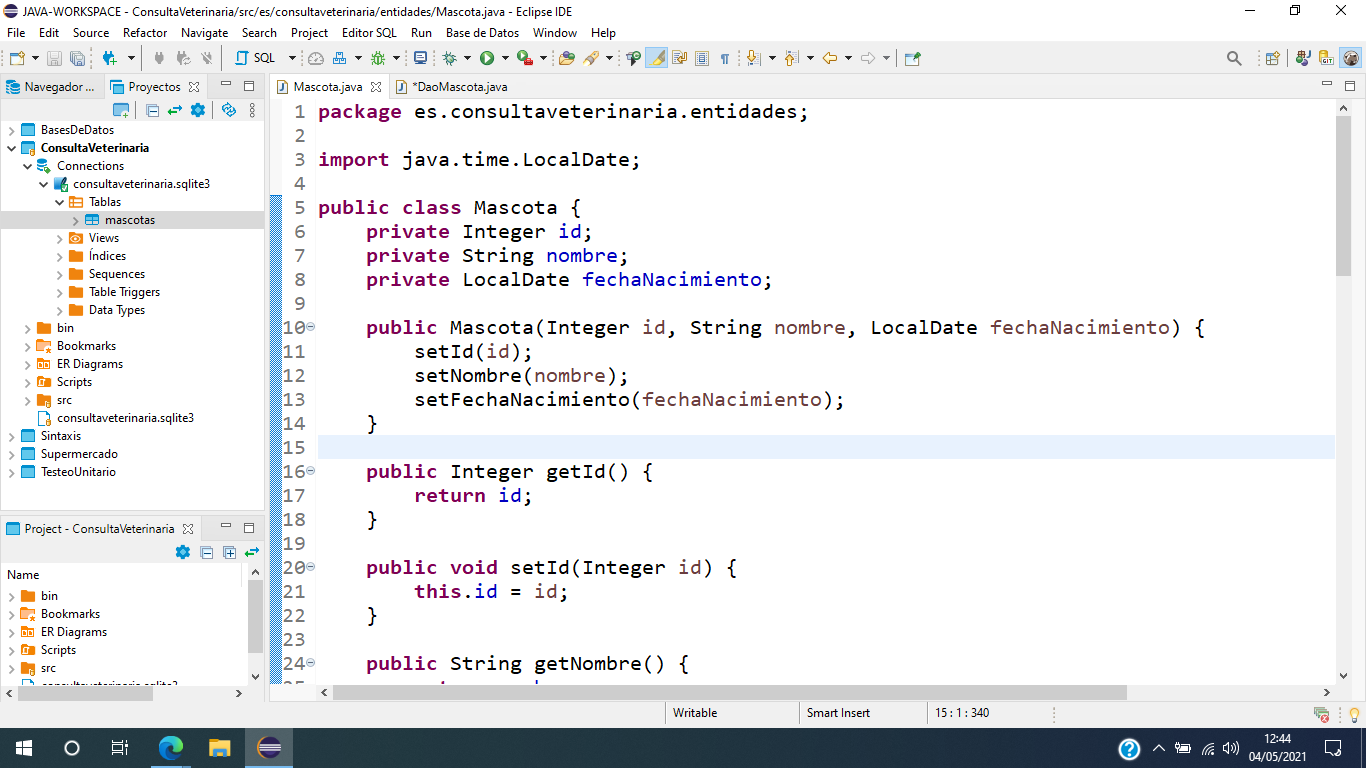 JAVA-WORKSPACE - ConsultaVeterinaria/src/es/consultaveterinaria/entidades/Mascota.java - Eclipse IDE
File Edit Source Refactor Navigate Search Project Editor SQL Run Base de Datos Window Help
SQL
Navegador ... Proyectos
Mascota.java *DaoMascota.java
BasesDeDatos
ConsultaVeterinaria
Connections
consultaveterinaria.sqlite3
Tablas
mascotas
Views
Índices
Sequences
Table Triggers
Data Types
bin
Bookmarks
ER Diagrams
Scripts
src
consultaveterinaria.sqlite3
Sintaxis
Supermercado
TesteoUnitario
Project - ConsultaVeterinaria
Name
bin
Bookmarks
ER Diagrams
Scripts
src
1 package es.consultaveterinaria.entidades;
2
3 import java.time.LocalDate;
4
5 public class Mascota {
6 private Integer id;
7 private String nombre;
8 private LocalDate fechaNacimiento;
9
10 public Mascota(Integer id, String nombre, LocalDate fechaNacimiento) {
11 setId(id);
12 setNombre(nombre);
13 setFechaNacimiento(fechaNacimiento);
14 }
15
16 public Integer getId() {
17 return id;
18 }
19
20 public void setId(Integer id) {
21 this.id = id;
22 }
23
24 public String getNombre() {
Writable Smart Insert 15 : 1 : 340
12:44
04/05/2021